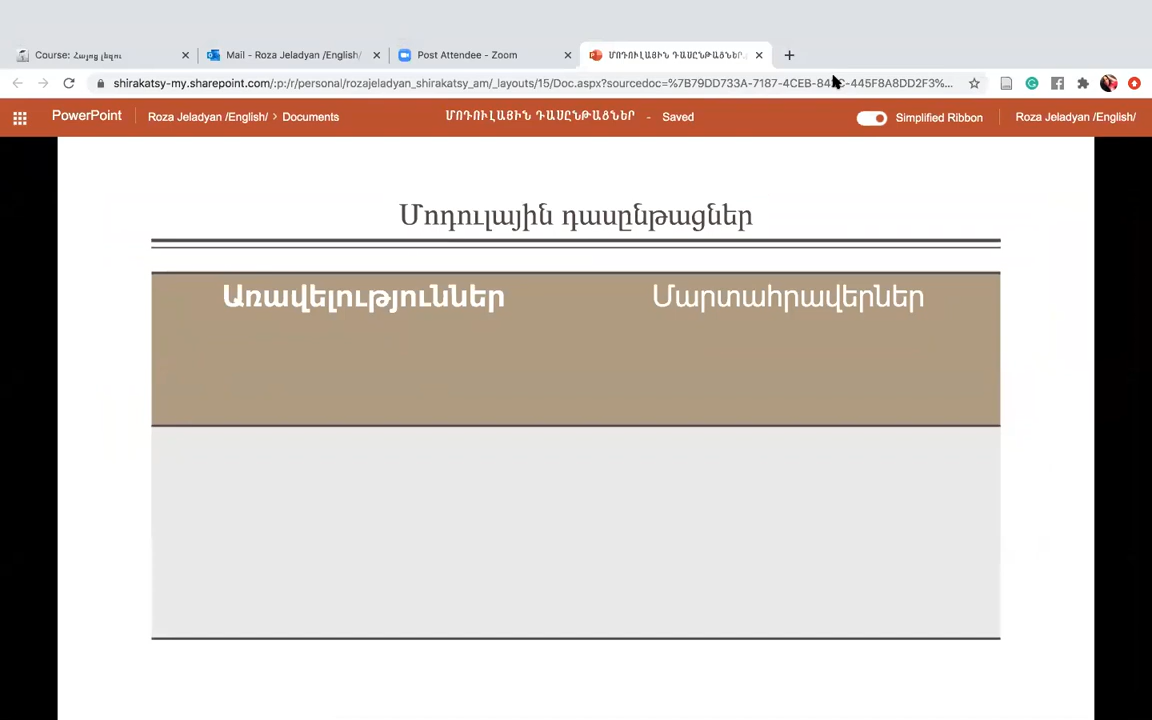 Course: Հայոց լեզու
Mail - Roza Jeladyan /English/
Post Attendee - Zoom
ՄՈԴՈՒԼԱՅԻՆ ԴԱՍԸՆԹԱՑՆԵՐ.
shirakatsy-my.sharepoint.com/:p:/r/personal/rozajeladyan_shirakatsy_am/_layouts/15/Doc.aspx?sourcedoc=%7B79DD733A-7187-4CEB-84
PowerPoint
Roza Jeladyan /English/ > Documents
ՄՈԴՈՒԼԱՅԻՆ ԴԱՍԸՆԹԱՑՆԵՐ - Saved
Simplified Ribbon
Roza Jeladyan /English/
Մոդուլային դասընթացներ
Առավելություններ
Մարտահրավերներ